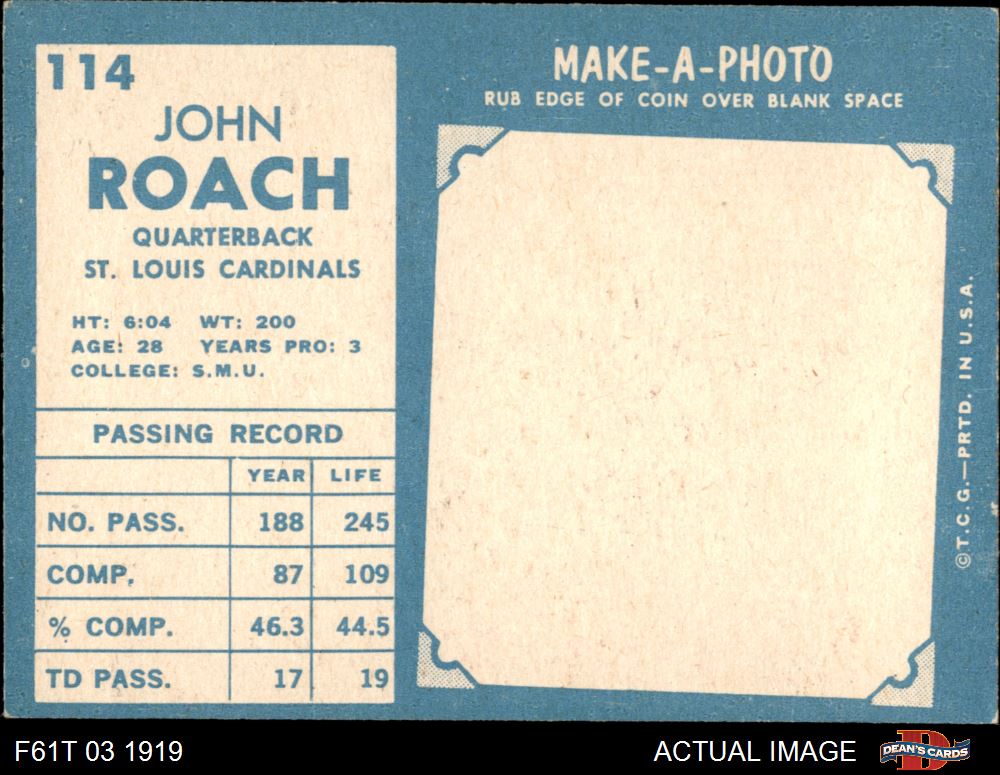 114
JOHN
ROACH
QUARTERBACK
ST. LOUIS CARDINALS
HT: 6:04 WT: 200
AGE: 28 YEARS PRO: 3
COLLEGE: S.M.U.
PASSING RECORD
YEAR LIFE
NO. PASS. 188 245
COMP. 87 109
% COMP. 46.3 44.5
TD PASS. 17 19
MAKE-A-PHOTO
RUB EDGE OF COIN OVER BLANK SPACE
©T.C.G.—PRTD. IN U.S.A.
F61T 03 1919
ACTUAL IMAGE
D
DEAN'S CARDS